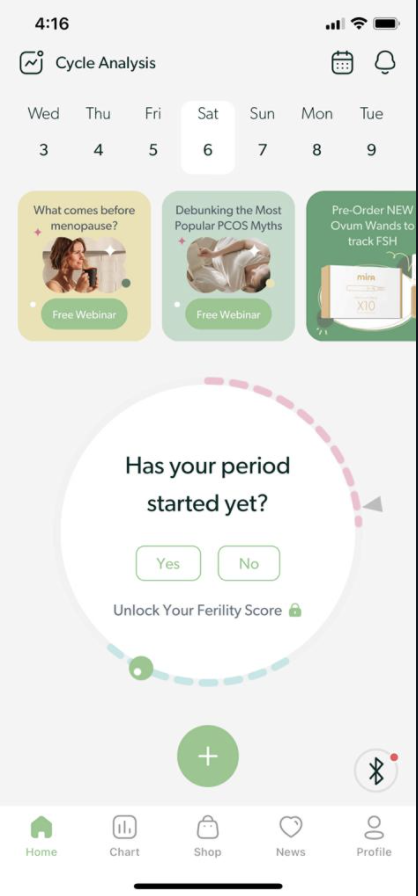 4:16
Cycle Analysis
Wed Thu Fri Sat Sun Mon Tue
3 4 5 6 7 8 9
What comes before
menopause?
Free Webinar
Debunking the Most
Popular PCOS Myths
Free Webinar
Pre-Order NEW
Ovum Wands to
track FSH
mira
X10
Has your period
started yet?
Yes No
Unlock Your Ferility Score
+
Home Chart Shop News Profile